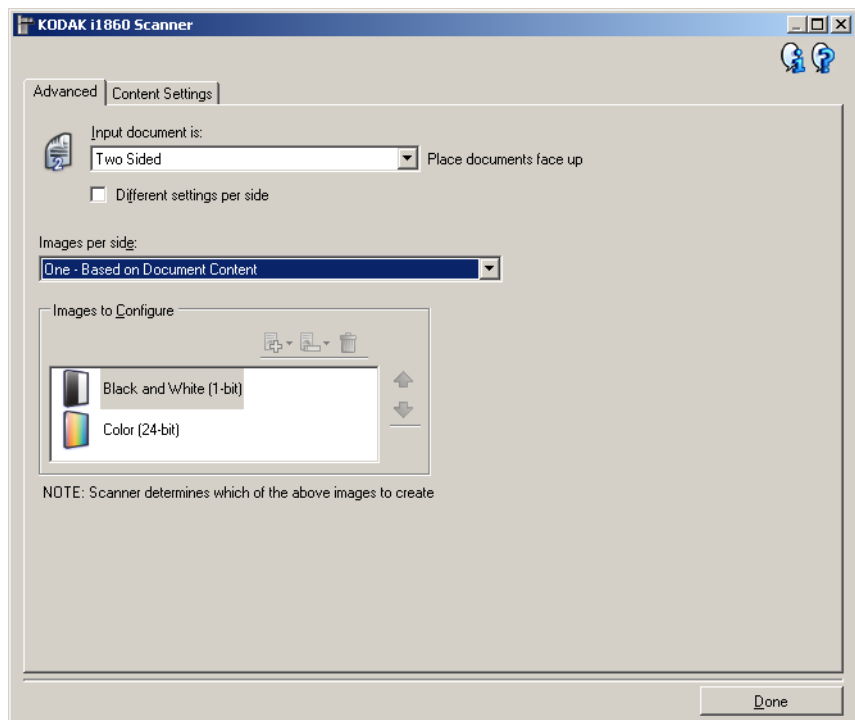 KODAK i1860 Scanner
Advanced
Content Settings
Input document is:
Two Sided
Place documents face up
Different settings per side
Images per side:
One - Based on Document Content
Images to Configure
Black and White (1-bit)
Color (24-bit)
NOTE: Scanner determines which of the above images to create
Done